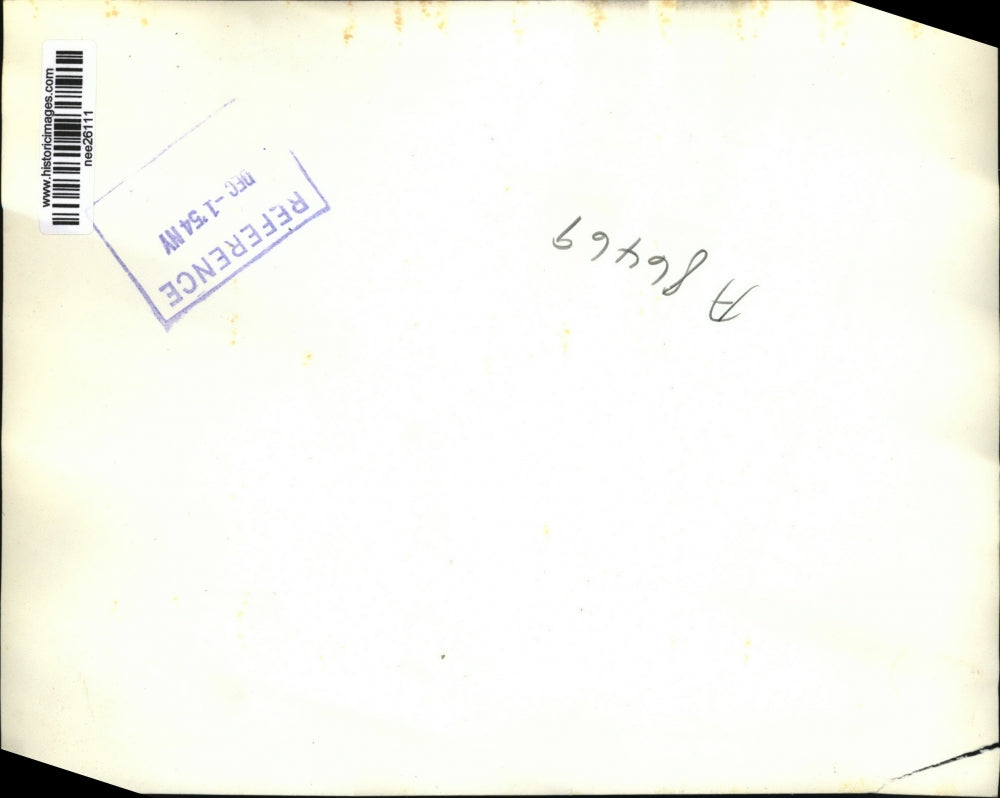 www.historicimages.com
nee26111
REFERENCE
DEC -1 '54 NY
A 86469